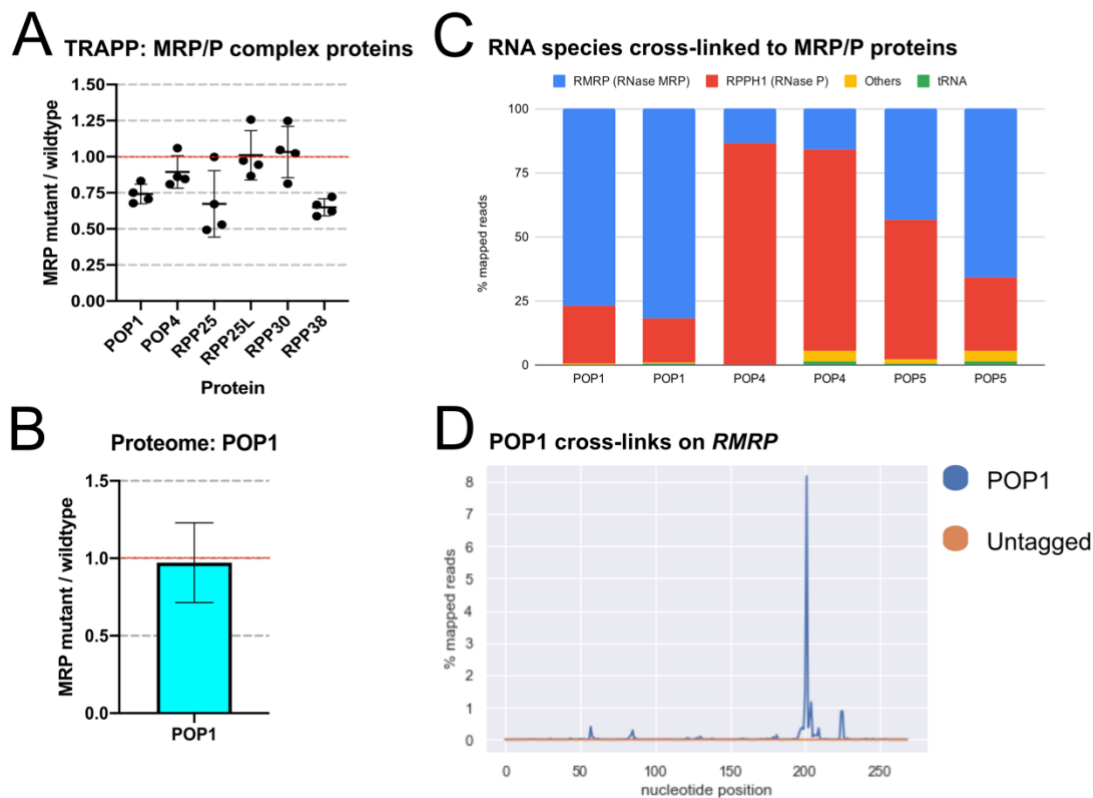 A TRAPP: MRP/P complex proteins
MRP mutant / wildtype
1.50
1.25
1.00
0.75
0.50
0.25
0.00
POP1 POP4 RPP25 RPP25L RPP30 RPP38
Protein
B Proteome: POP1
MRP mutant / wildtype
1.5
1.0
0.5
0.0
POP1
C RNA species cross-linked to MRP/P proteins
RMRP (RNase MRP) RPPH1 (RNase P) Others tRNA
% mapped reads
100
75
50
25
0
POP1 POP1 POP4 POP4 POP5 POP5
D POP1 cross-links on RMRP
% mapped reads
8
7
6
5
4
3
2
1
0
0 50 100 150 200 250
nucleotide position
POP1
Untagged